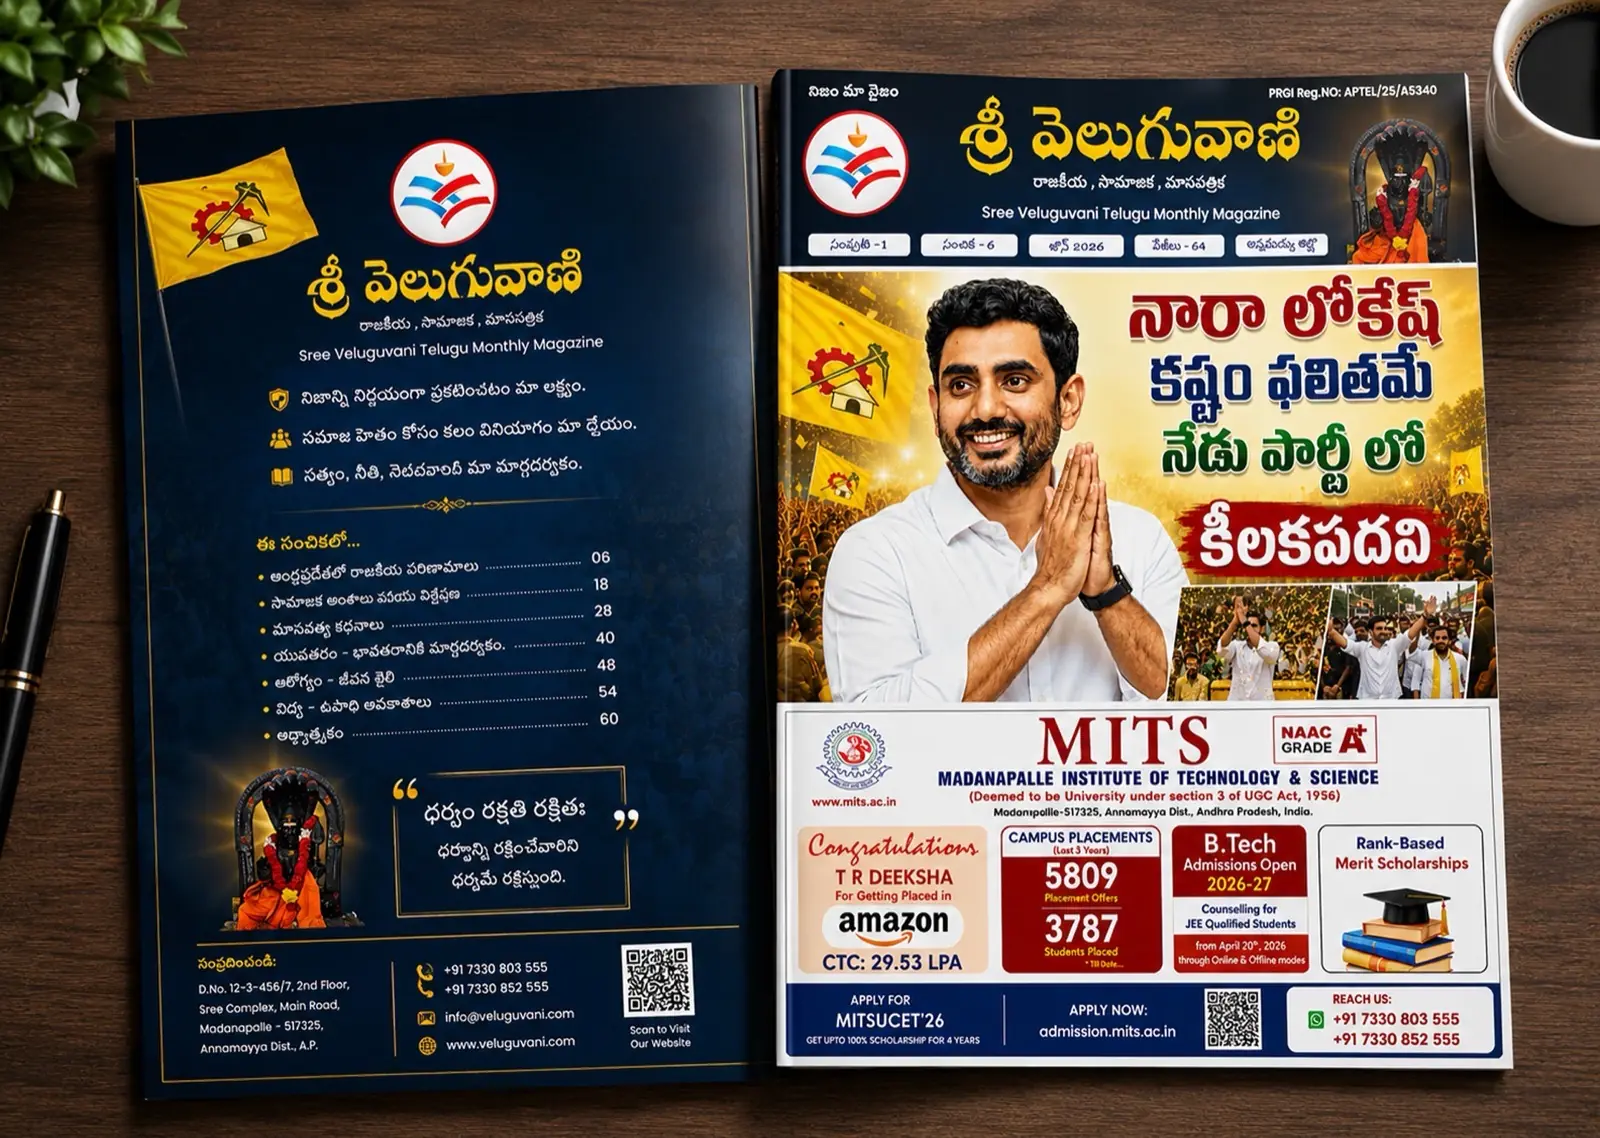 శ్రీ వెలుగువాణి
రాజకీయ , సామాజక , మాసపత్రిక
Sree Veluguvani Telugu Monthly Magazine
నిజాన్ని నిర్భయంగా ప్రకటించటం మా లక్ష్యం.
సమాజ హితం కోసం కలం వినియోగం మా ధ్యేయం.
సత్యం, నీతి, మా మార్గదర్శకం.
ఈ సంచికలో...
• ఆంధ్రప్రదేశలో రాజకీయ పరిణామాలు 06
• సామాజక అంశాలు విశ్లేషణ 18
• మానవత్య కధనాలు 28
• యువతరం - భావతరానికి మార్గదర్శకం. 40
• ఆరోగ్యం - జీవన శైలి 48
• విద్య - ఉపాధి అవకాశాలు 54
• ఆధ్యాత్మకం 60
“ ధర్మం రక్షతి రక్షితః ”
ధర్మాన్ని రక్షించేవారిని
ధర్మమే రక్షిస్తుంది.
సంప్రదించండి:
D.No. 12-3-456/7, 2nd Floor,
Sree Complex, Main Road,
Madanapalle - 517325,
Annamayya Dist., A.P.
+91 7330 803 555
+91 7330 852 555
info@veluguvani.com
www.veluguvani.com
Scan to Visit
Our Website
నిజం మా నైజం
PRGI Reg.NO: APTEL/25/A5340
శ్రీ వెలుగువాణి
రాజకీయ , సామాజక , మాసపత్రిక
Sree Veluguvani Telugu Monthly Magazine
సంపుటి -1
సంచిక - 6
జూన్ 2026
పేజీలు - 64
అన్నమయ్య జిల్లా
నారా లోకేష్
కష్టం ఫలితమే
నేడు పార్టీ లో
కీలకపదవి
MITS
NAAC
GRADE A+
MADANAPALLE INSTITUTE OF TECHNOLOGY & SCIENCE
(Deemed to be University under section 3 of UGC Act, 1956)
www.mits.ac.in
Madanapalle-517325, Annamayya Dist., Andhra Pradesh, India.
Congratulations
T R DEEKSHA
For Getting Placed in
amazon
CTC: 29.53 LPA
CAMPUS PLACEMENTS
(Last 3 Years)
5809
Placement Offers
3787
Students Placed
* Till Date...
B.Tech
Admissions Open
2026-27
Counselling for
JEE Qualified Students
from April 20th, 2026
through Online & Offline modes
Rank-Based
Merit Scholarships
APPLY FOR
MITSUCET'26
GET UPTO 100% SCHOLARSHIP FOR 4 YEARS
APPLY NOW:
admission.mits.ac.in
REACH US:
+91 7330 803 555
+91 7330 852 555